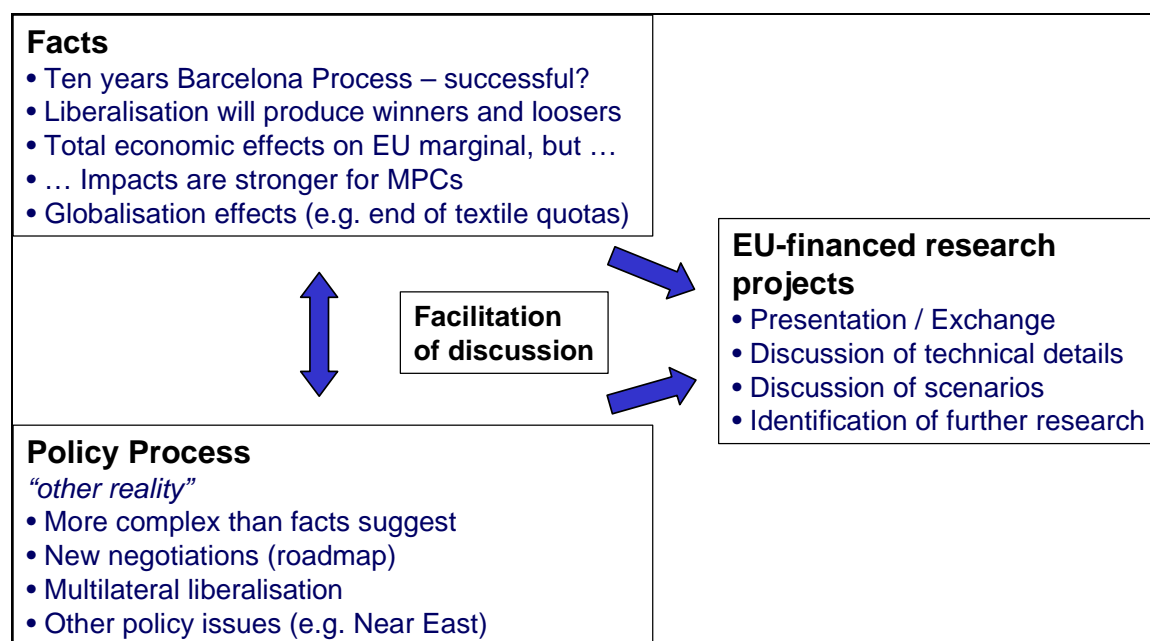 Facts
• Ten years Barcelona Process – successful?
• Liberalisation will produce winners and loosers
• Total economic effects on EU marginal, but …
• … Impacts are stronger for MPCs
• Globalisation effects (e.g. end of textile quotas)
EU-financed research
projects
• Presentation / Exchange
• Discussion of technical details
• Discussion of scenarios
• Identification of further research
Facilitation
of discussion
Policy Process
“other reality”
• More complex than facts suggest
• New negotiations (roadmap)
• Multilateral liberalisation
• Other policy issues (e.g. Near East)